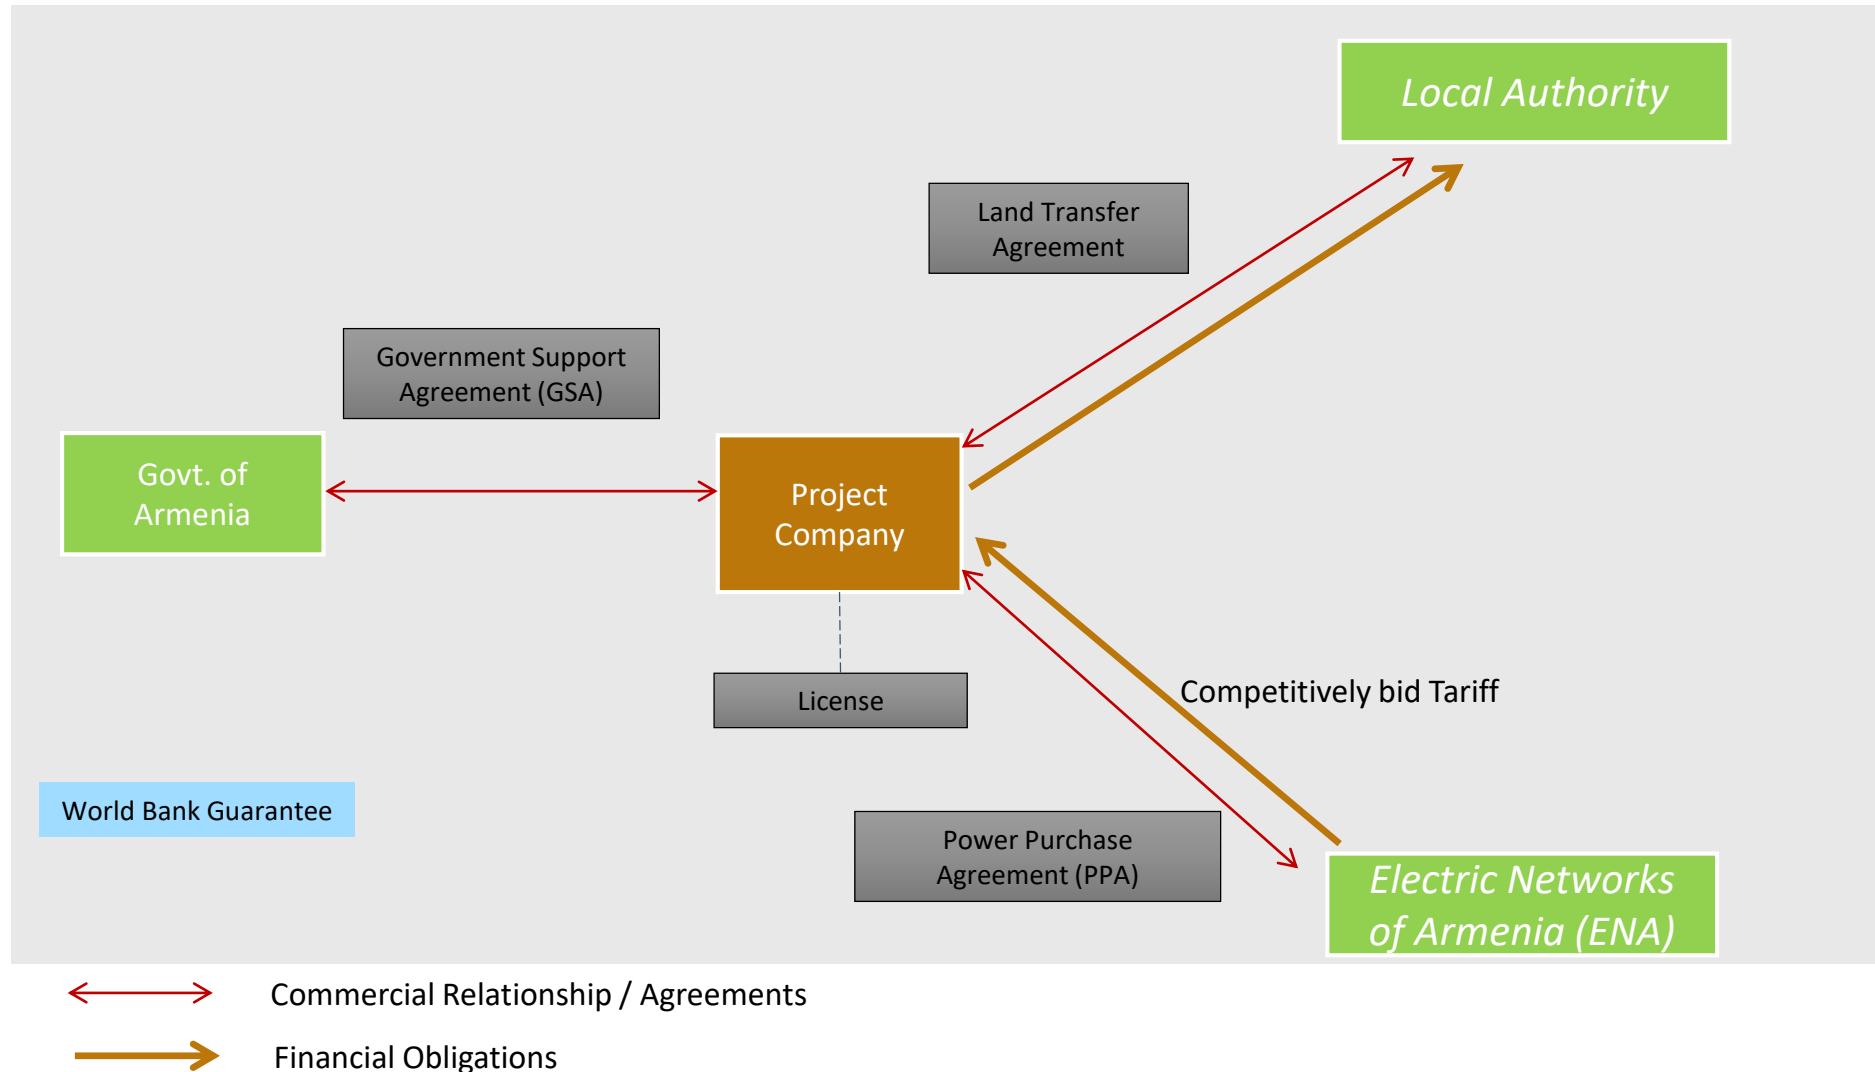 Local Authority
Land Transfer
Agreement
Government Support
Agreement (GSA)
Govt. of
Armenia
Project
Company
License
Competitively bid Tariff
World Bank Guarantee
Power Purchase
Agreement (PPA)
Electric Networks
of Armenia (ENA)
Commercial Relationship / Agreements
Financial Obligations